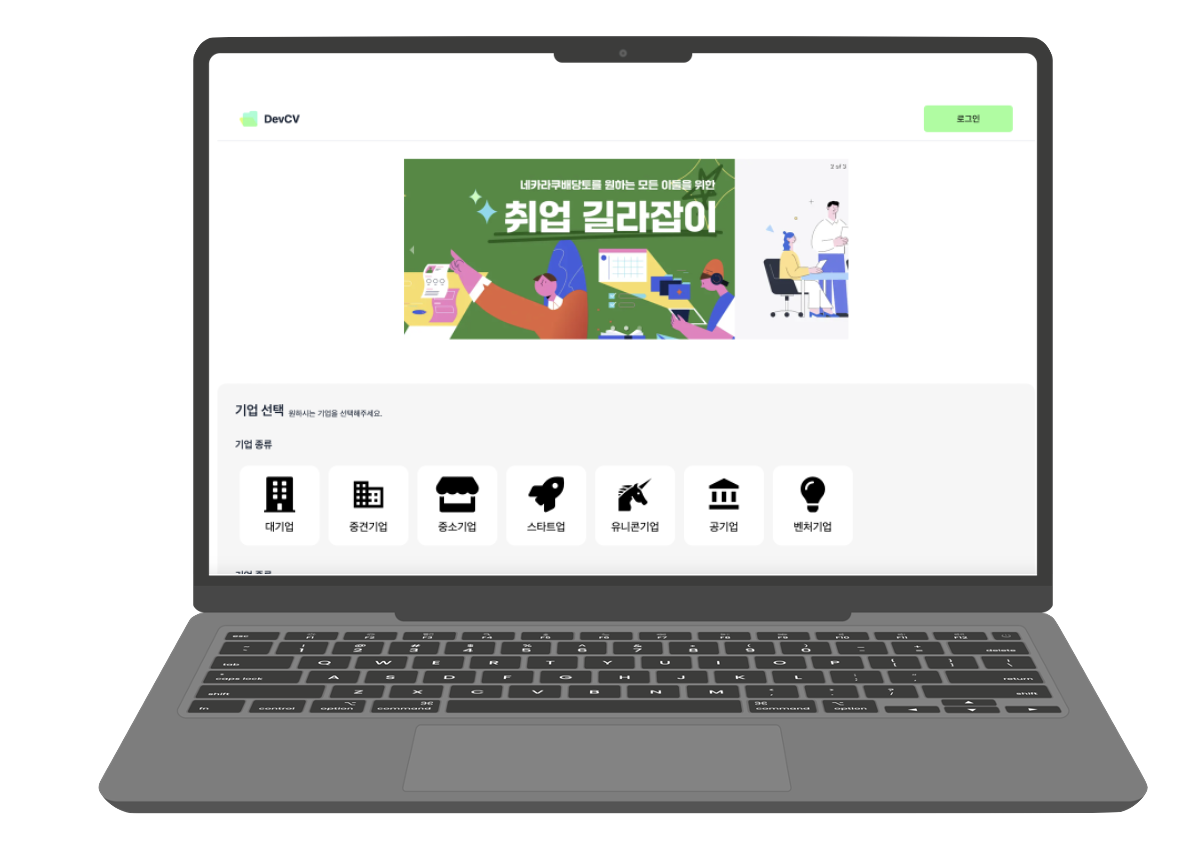 DevCV
로그인
2 of 3
네카라쿠배당토를 원하는 모든 이들을 위한
취업 길라잡이
기업 선택 원하시는 기업을 선택해주세요.
기업 종류
대기업 중견기업 중소기업 스타트업 유니콘기업 공기업 벤처기업
기업 종류
esc F1 F2 F3 F4 F5 F6 F7 F8 F9 F10 F11 F12
! @ # $ % ^ & * ( ) _ +
1 2 3 4 5 6 7 8 9 0 delete
tab Q W E R T Y U I O P
caps lock A S D F G H J K L return
shift Z X C V B N M shift
fn control option command command option